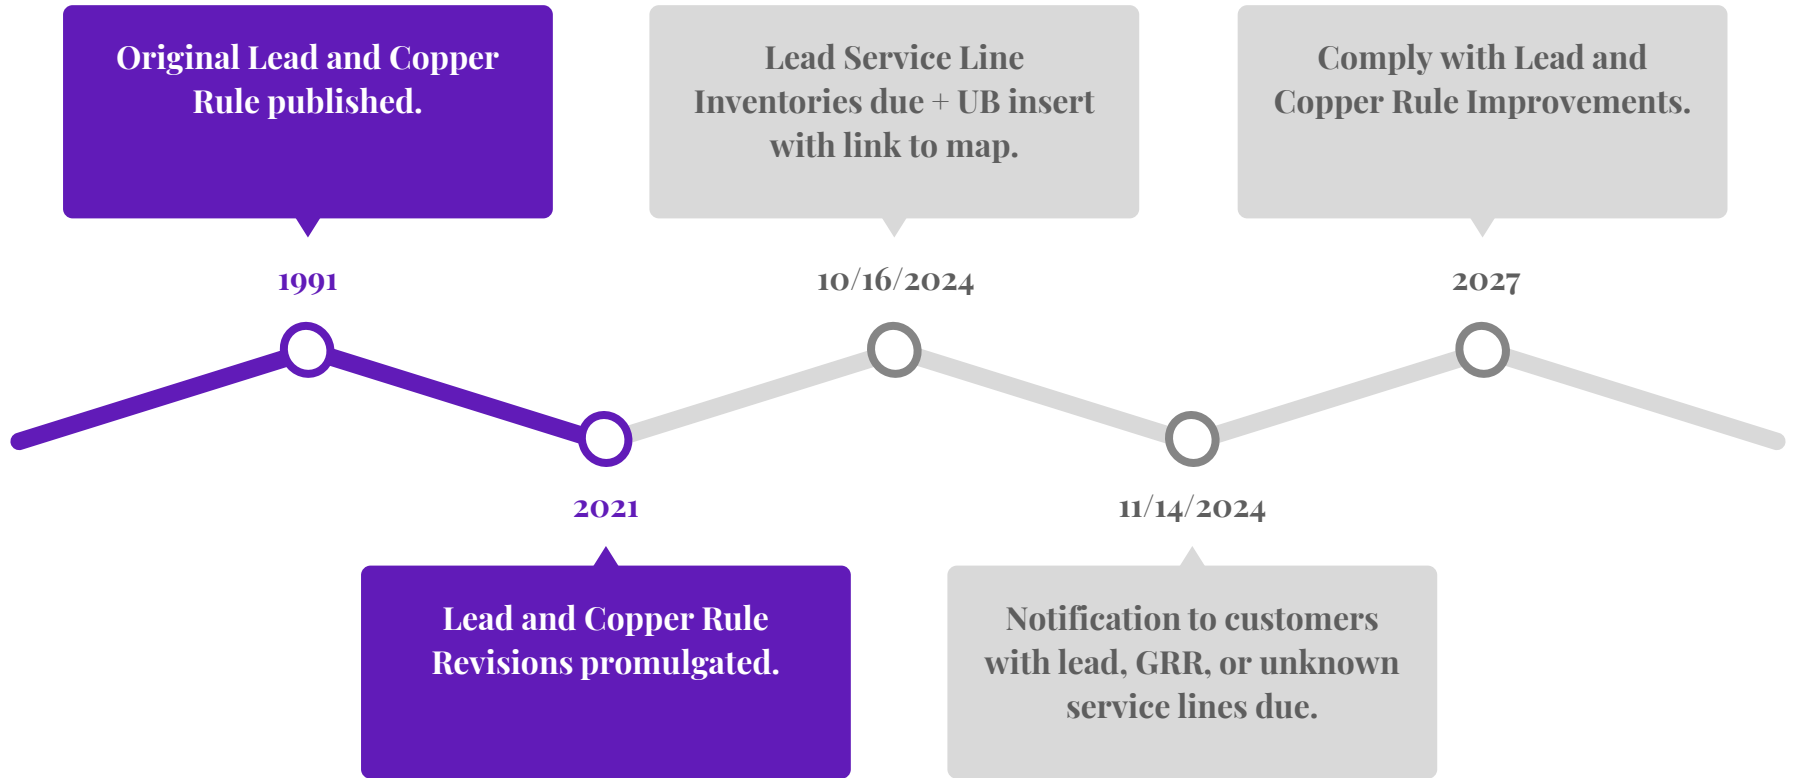 Original Lead and Copper
Rule published.
Lead Service Line
Inventories due + UB insert
with link to map.
Comply with Lead and
Copper Rule Improvements.
1991
10/16/2024
2027
2021
11/14/2024
Lead and Copper Rule
Revisions promulgated.
Notification to customers
with lead, GRR, or unknown
service lines due.